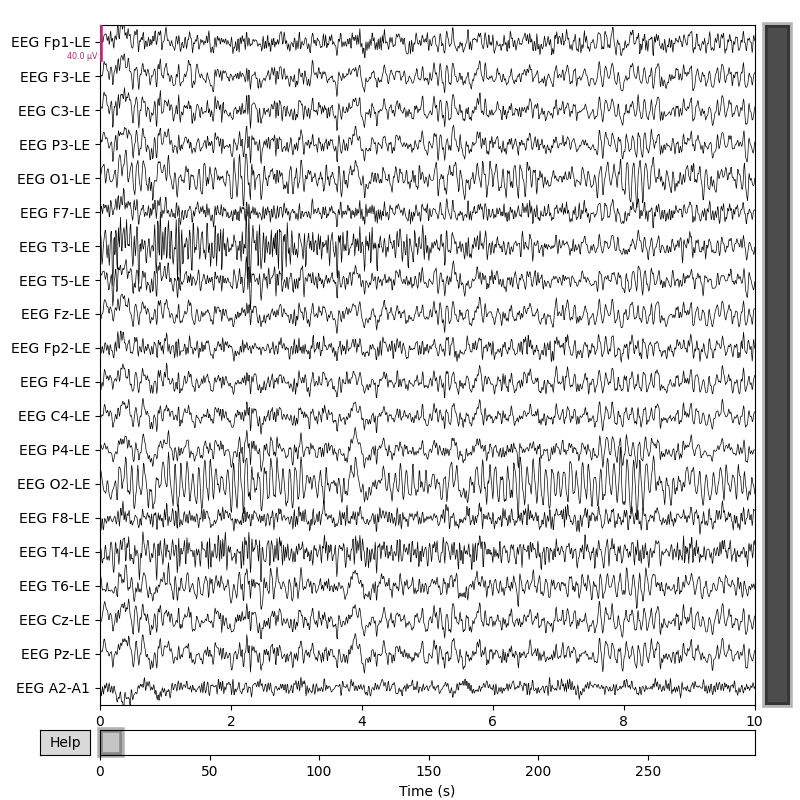 EEG Fp1-LE
40.0 µV
EEG F3-LE
EEG C3-LE
EEG P3-LE
EEG O1-LE
EEG F7-LE
EEG T3-LE
EEG T5-LE
EEG Fz-LE
EEG Fp2-LE
EEG F4-LE
EEG C4-LE
EEG P4-LE
EEG O2-LE
EEG F8-LE
EEG T4-LE
EEG T6-LE
EEG Cz-LE
EEG Pz-LE
EEG A2-A1
0 2 4 6 8 10
Help
0 50 100 150 200 250
Time (s)